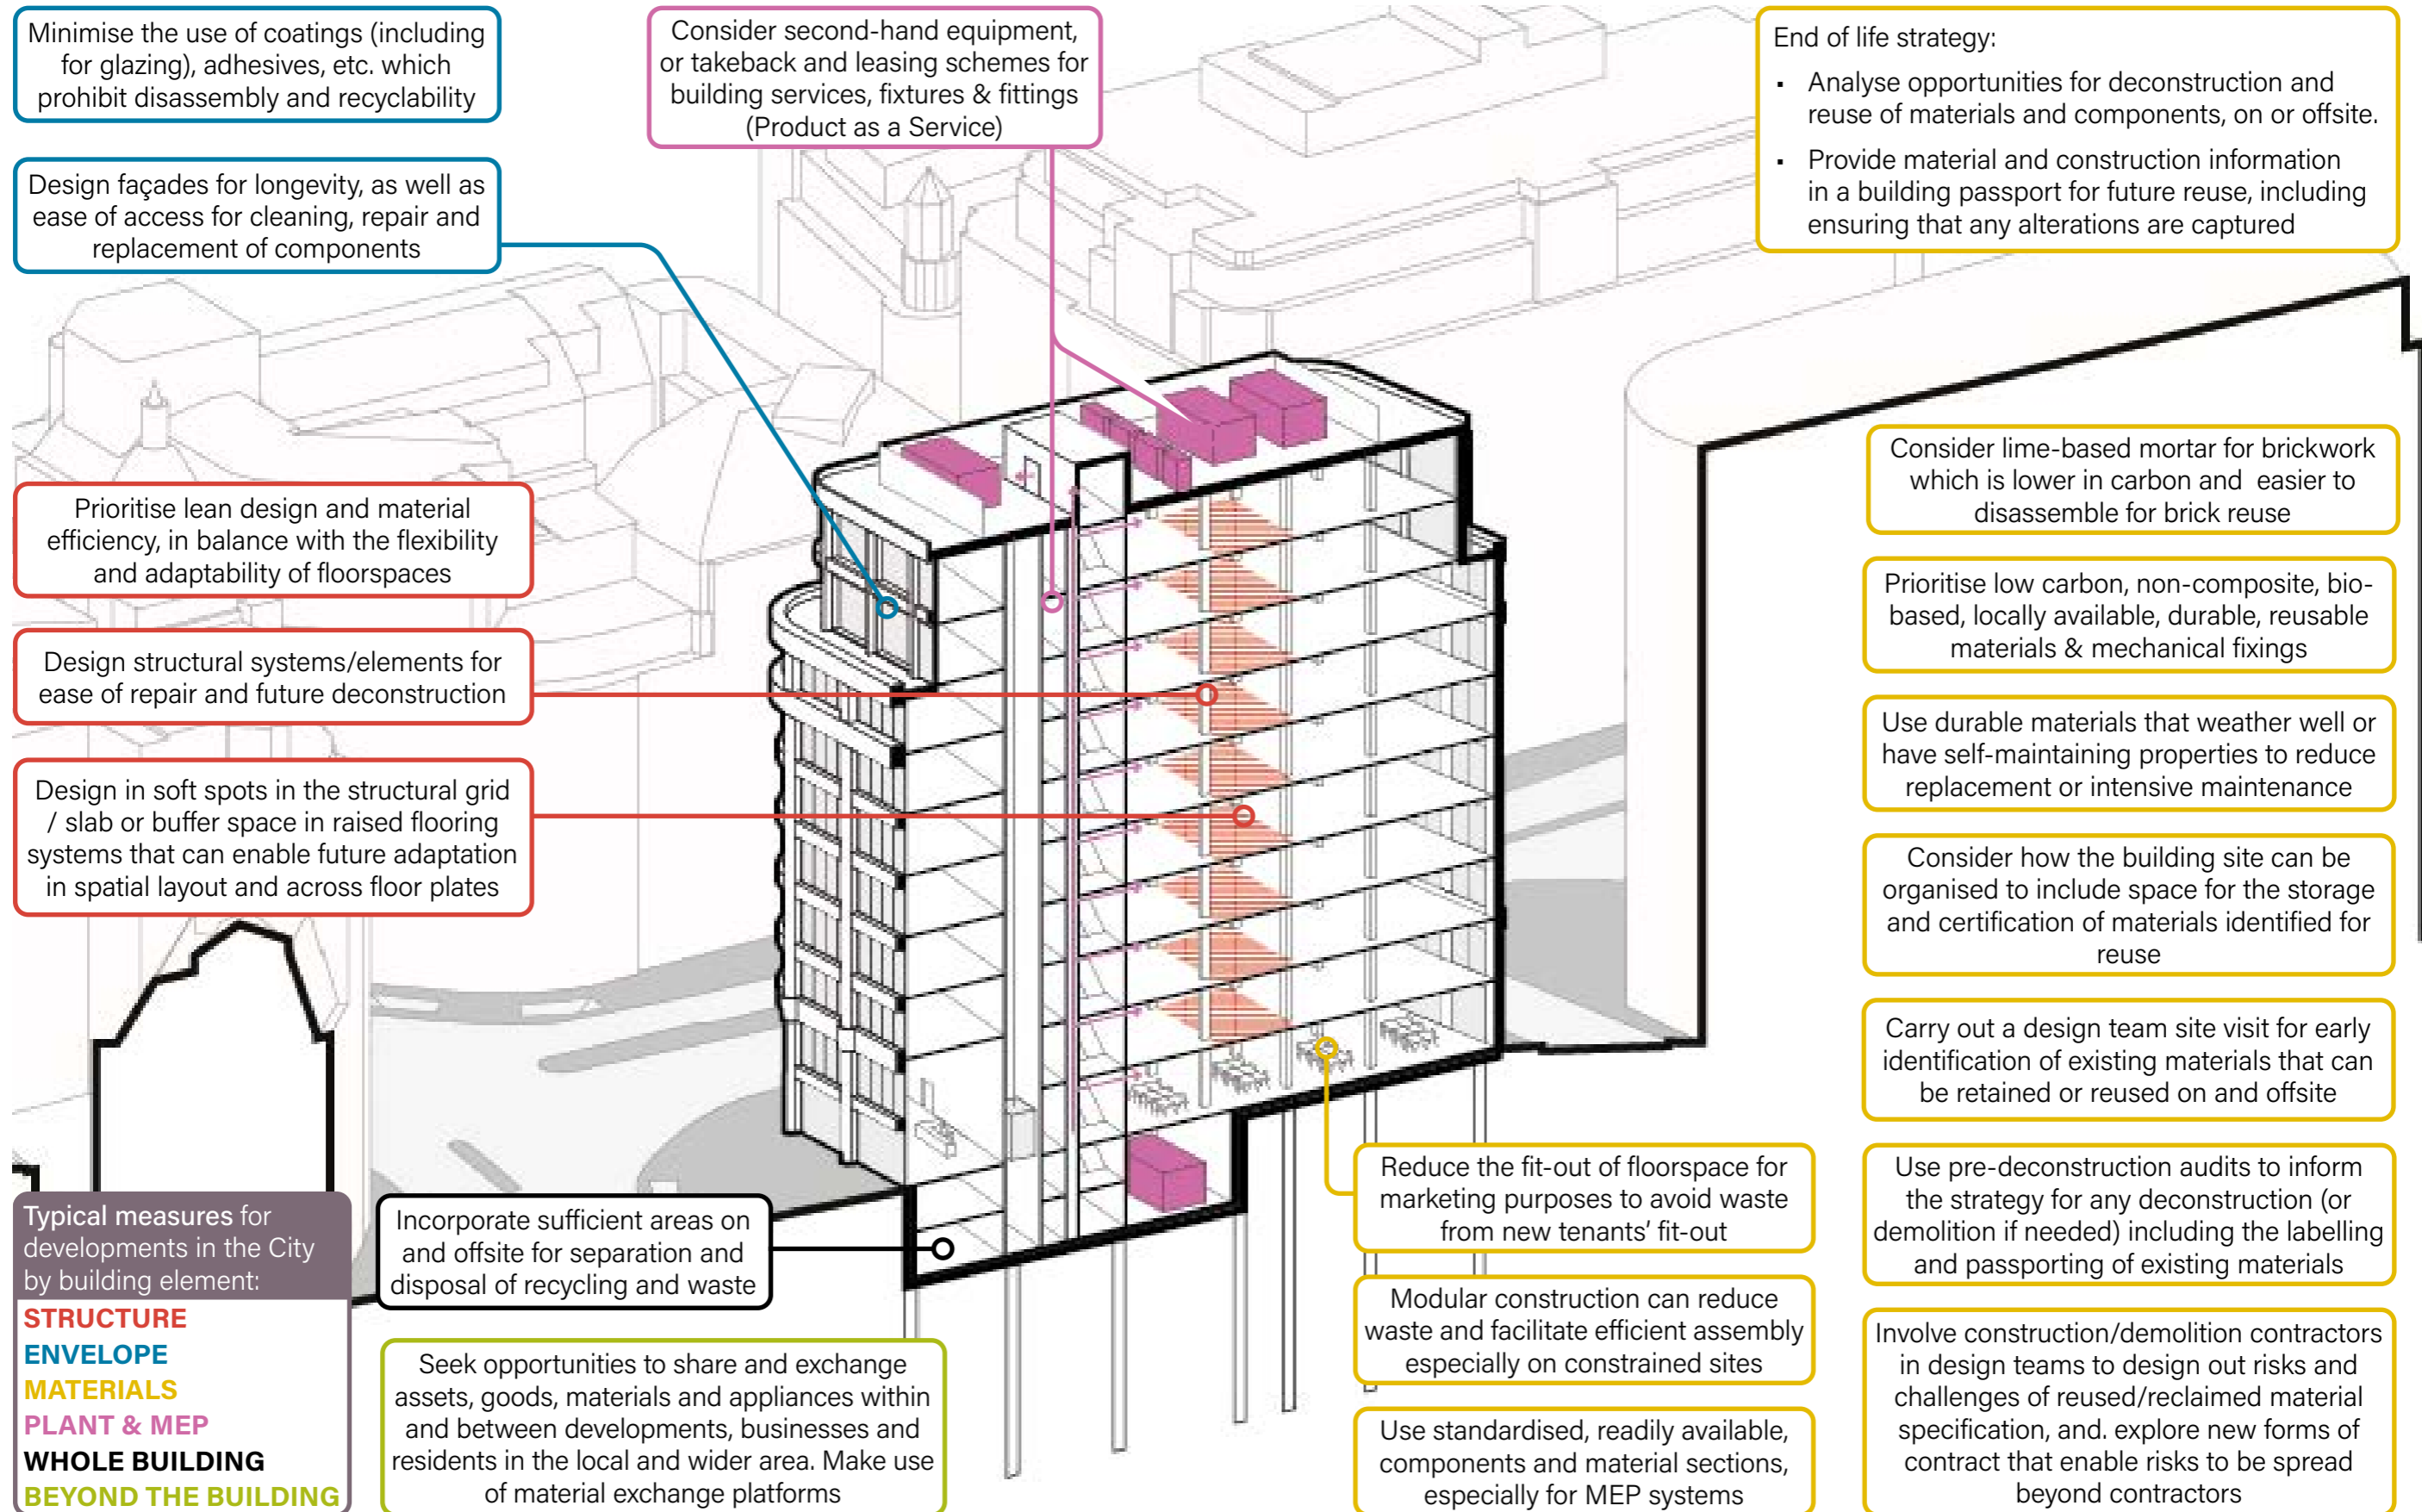 Minimise the use of coatings (including
for glazing), adhesives, etc. which
prohibit disassembly and recyclability
Design façades for longevity, as well as
ease of access for cleaning, repair and
replacement of components
Consider second-hand equipment,
or takeback and leasing schemes for
building services, fixtures & fittings
(Product as a Service)
End of life strategy:
▪ Analyse opportunities for deconstruction and
reuse of materials and components, on or offsite.
▪ Provide material and construction information
in a building passport for future reuse, including
ensuring that any alterations are captured
Prioritise lean design and material
efficiency, in balance with the flexibility
and adaptability of floorspaces
Design structural systems/elements for
ease of repair and future deconstruction
Design in soft spots in the structural grid
/ slab or buffer space in raised flooring
systems that can enable future adaptation
in spatial layout and across floor plates
Consider lime-based mortar for brickwork
which is lower in carbon and easier to
disassemble for brick reuse
Prioritise low carbon, non-composite, bio-
based, locally available, durable, reusable
materials & mechanical fixings
Use durable materials that weather well or
have self-maintaining properties to reduce
replacement or intensive maintenance
Consider how the building site can be
organised to include space for the storage
and certification of materials identified for
reuse
Carry out a design team site visit for early
identification of existing materials that can
be retained or reused on and offsite
Use pre-deconstruction audits to inform
the strategy for any deconstruction (or
demolition if needed) including the labelling
and passporting of existing materials
Involve construction/demolition contractors
in design teams to design out risks and
challenges of reused/reclaimed material
specification, and. explore new forms of
contract that enable risks to be spread
beyond contractors
Reduce the fit-out of floorspace for
marketing purposes to avoid waste
from new tenants' fit-out
Modular construction can reduce
waste and facilitate efficient assembly
especially on constrained sites
Use standardised, readily available,
components and material sections,
especially for MEP systems
Incorporate sufficient areas on
and offsite for separation and
disposal of recycling and waste
Seek opportunities to share and exchange
assets, goods, materials and appliances within
and between developments, businesses and
residents in the local and wider area. Make use
of material exchange platforms
Typical measures for
developments in the City
by building element:
STRUCTURE
ENVELOPE
MATERIALS
PLANT & MEP
WHOLE BUILDING
BEYOND THE BUILDING